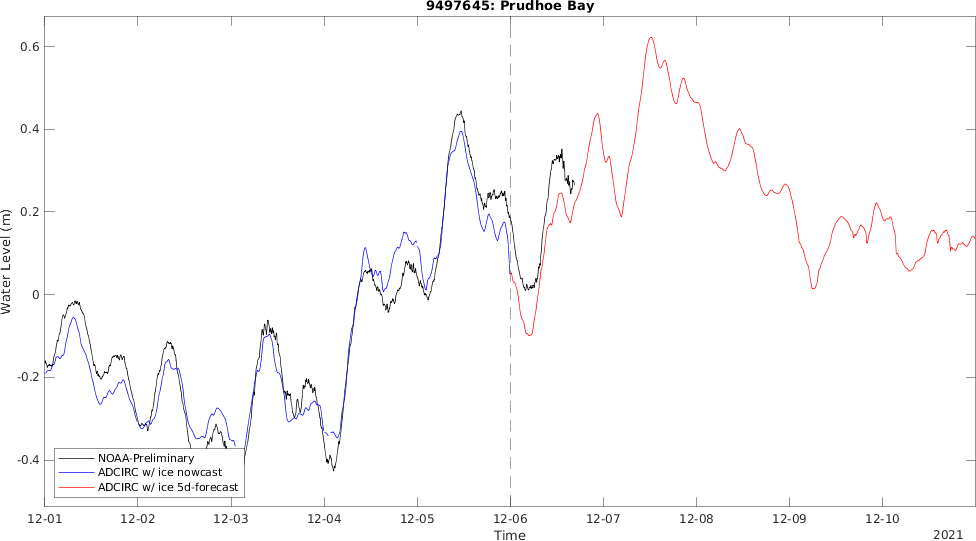 9497645: Prudhoe Bay
Water Level (m)
0.6
0.4
0.2
0
-0.2
-0.4
NOAA-Preliminary
ADCIRC w/ ice nowcast
ADCIRC w/ ice 5d-forecast
12-01 12-02 12-03 12-04 12-05 12-06 12-07 12-08 12-09 12-10
Time
2021